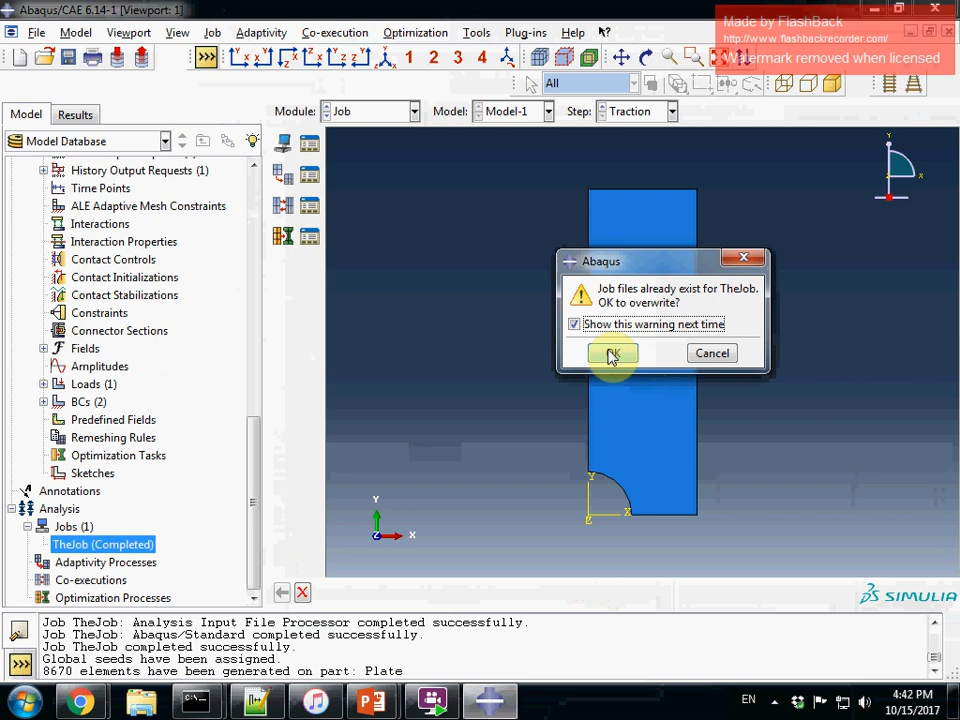 Abaqus/CAE 6.14-1 [Viewport: 1]
Made by FlashBack
http://www.flashbackrecorder.com/
Watermark removed when licensed
File Model Viewport View Job Adaptivity Co-execution Optimization Tools Plug-ins Help
1 2 3 4
All
Model Results
Module: Job Model: Model-1 Step: Traction
Model Database
History Output Requests (1)
Time Points
ALE Adaptive Mesh Constraints
Interactions
Interaction Properties
Contact Controls
Contact Initializations
Contact Stabilizations
Constraints
Connector Sections
Fields
Amplitudes
Loads (1)
BCs (2)
Predefined Fields
Remeshing Rules
Optimization Tasks
Sketches
Annotations
Analysis
Jobs (1)
TheJob (Completed)
Adaptivity Processes
Co-executions
Optimization Processes
Y
X
Abaqus
Job files already exist for TheJob.
OK to overwrite?
Show this warning next time
OK Cancel
Y
X
Z
Y
X
Z
SIMULIA
Job TheJob: Analysis Input File Processor completed successfully.
Job TheJob: Abaqus/Standard completed successfully.
Job TheJob completed successfully.
Global seeds have been assigned.
8670 elements have been generated on part: Plate
EN
4:42 PM
10/15/2017